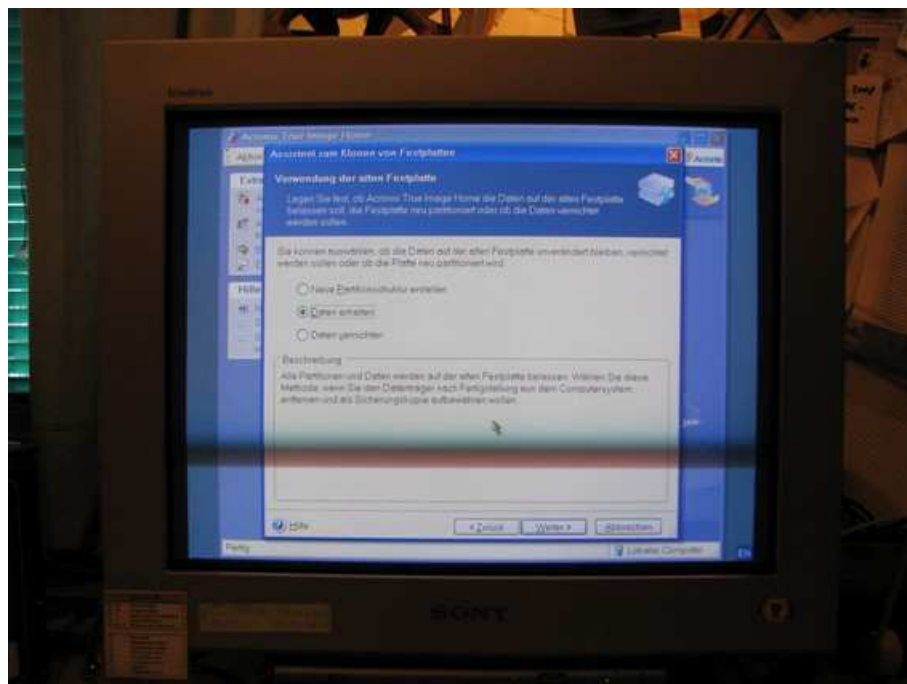 Acronis True Image Home
Assistent zum Klonen von Festplatten
Acronis
Verwendung der alten Festplatte
Legen Sie fest, ob Acronis True Image Home die Daten auf der alten Festplatte
belassen soll, die Festplatte neu partitioniert oder ob die Daten vernichtet
werden sollen.
Sie können auswählen, ob die Daten auf der alten Festplatte unverändert bleiben, vernichtet
werden sollen oder ob die Platte neu partitioniert wird.
Neue Partitionsstruktur erstellen
Daten erhalten
Daten vernichten
Hilfe
Beschreibung
Alle Partitionen und Daten werden auf der alten Festplatte belassen. Wählen Sie diese
Methode, wenn Sie den Datenträger nach Fertigstellung aus dem Computersystem
entfernen und als Sicherungskopie aufbewahren wollen.
Hilfe
< Zurück
Weiter >
Abbrechen
Fertig
Lokaler Computer
EN
SONY